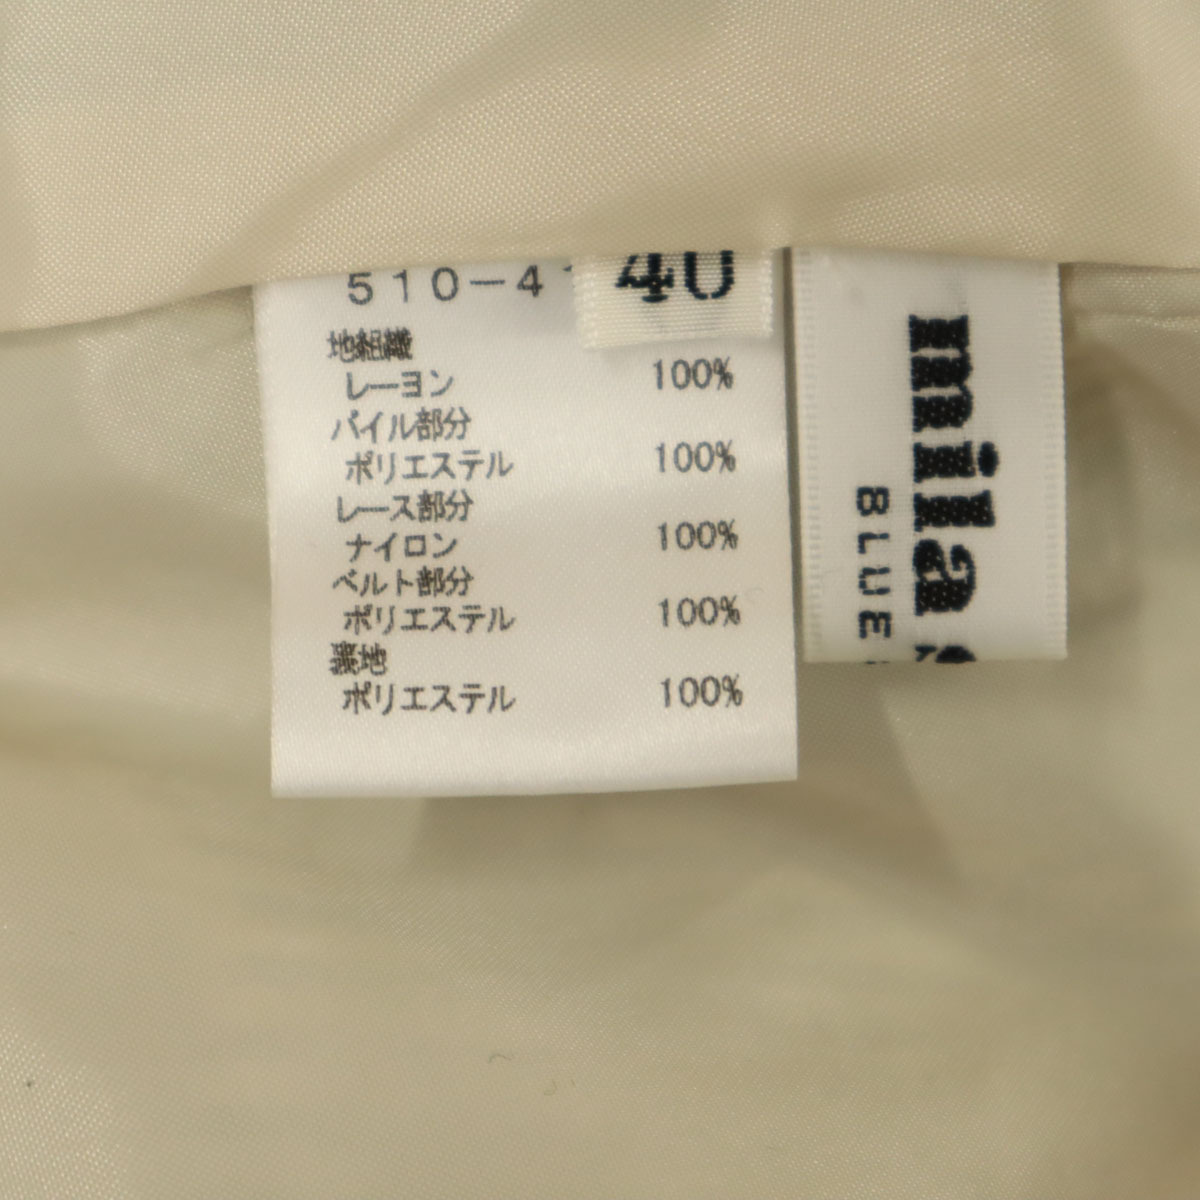 510-4
40
地組織
レーヨン 100%
パイル部分
ポリエステル 100%
レース部分
ナイロン 100%
ベルト部分
ポリエステル 100%
裏地
ポリエステル 100%
mila
BLUE